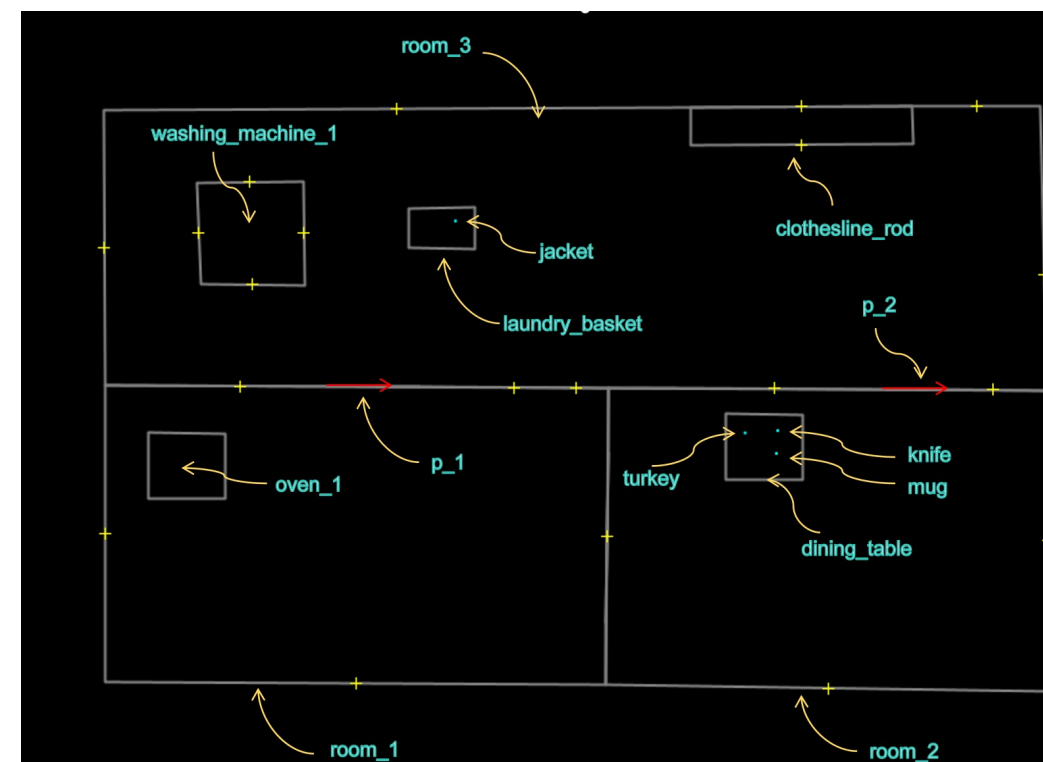 room_3
washing_machine_1
clothesline_rod
jacket
laundry_basket
p_2
p_1
oven_1
turkey
knife
mug
dining_table
room_1
room_2